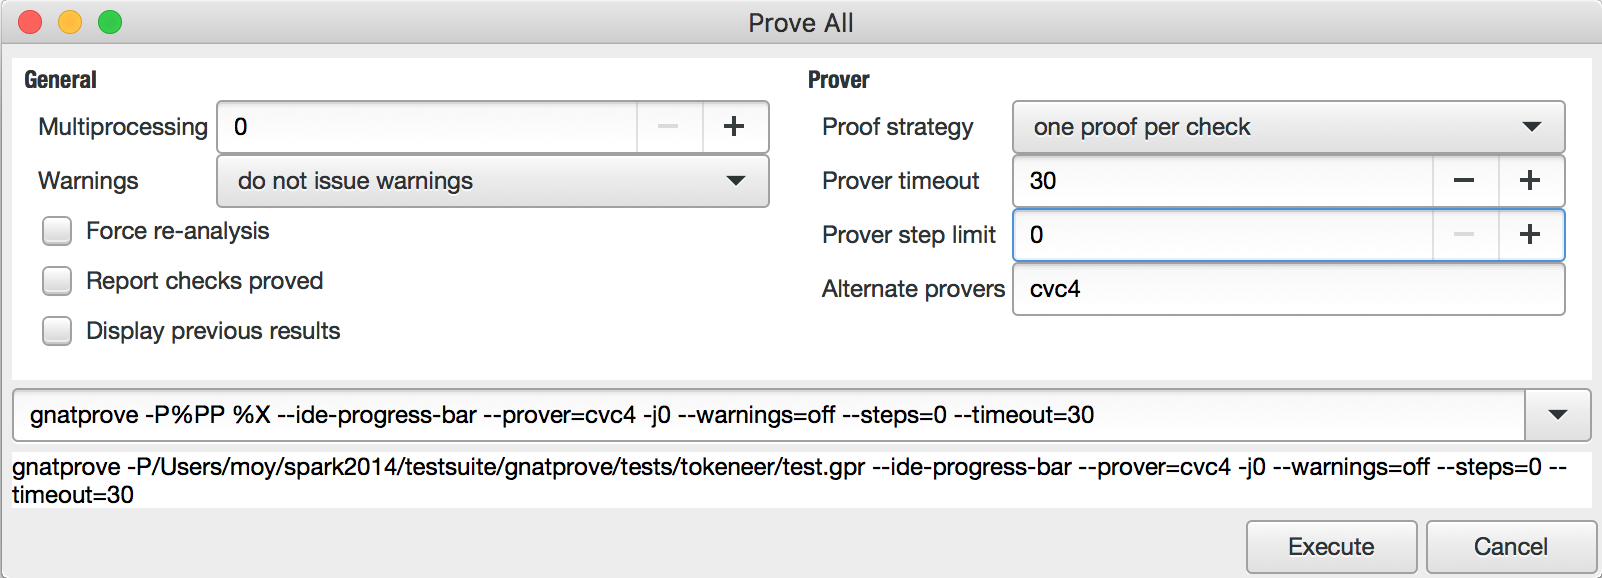 Prove All
General
Multiprocessing 0
Warnings do not issue warnings
Force re-analysis
Report checks proved
Display previous results
Prover
Proof strategy one proof per check
Prover timeout 30
Prover step limit 0
Alternate provers cvc4
gnatprove -P%PP %X --ide-progress-bar --prover=cvc4 -j0 --warnings=off --steps=0 --timeout=30
gnatprove -P/Users/moy/spark2014/testsuite/gnatprove/tests/tokeneer/test.gpr --ide-progress-bar --prover=cvc4 -j0 --warnings=off --steps=0 --
timeout=30
Execute Cancel